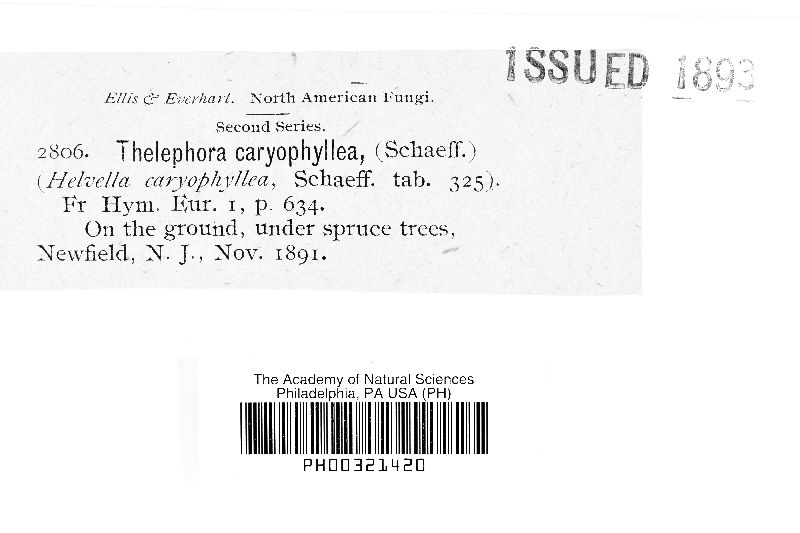 ISSUED 1893
Ellis & Everhart. North American Fungi.
Second Series.
2806. Thelephora caryophyllea, (Schaeff.)
(Helvella caryophyllea, Schaeff. tab. 325).
Fr Hym. Eur. 1, p. 634.
On the ground, under spruce trees,
Newfield, N. J., Nov. 1891.
The Academy of Natural Sciences
Philadelphia, PA USA (PH)
PH00321420